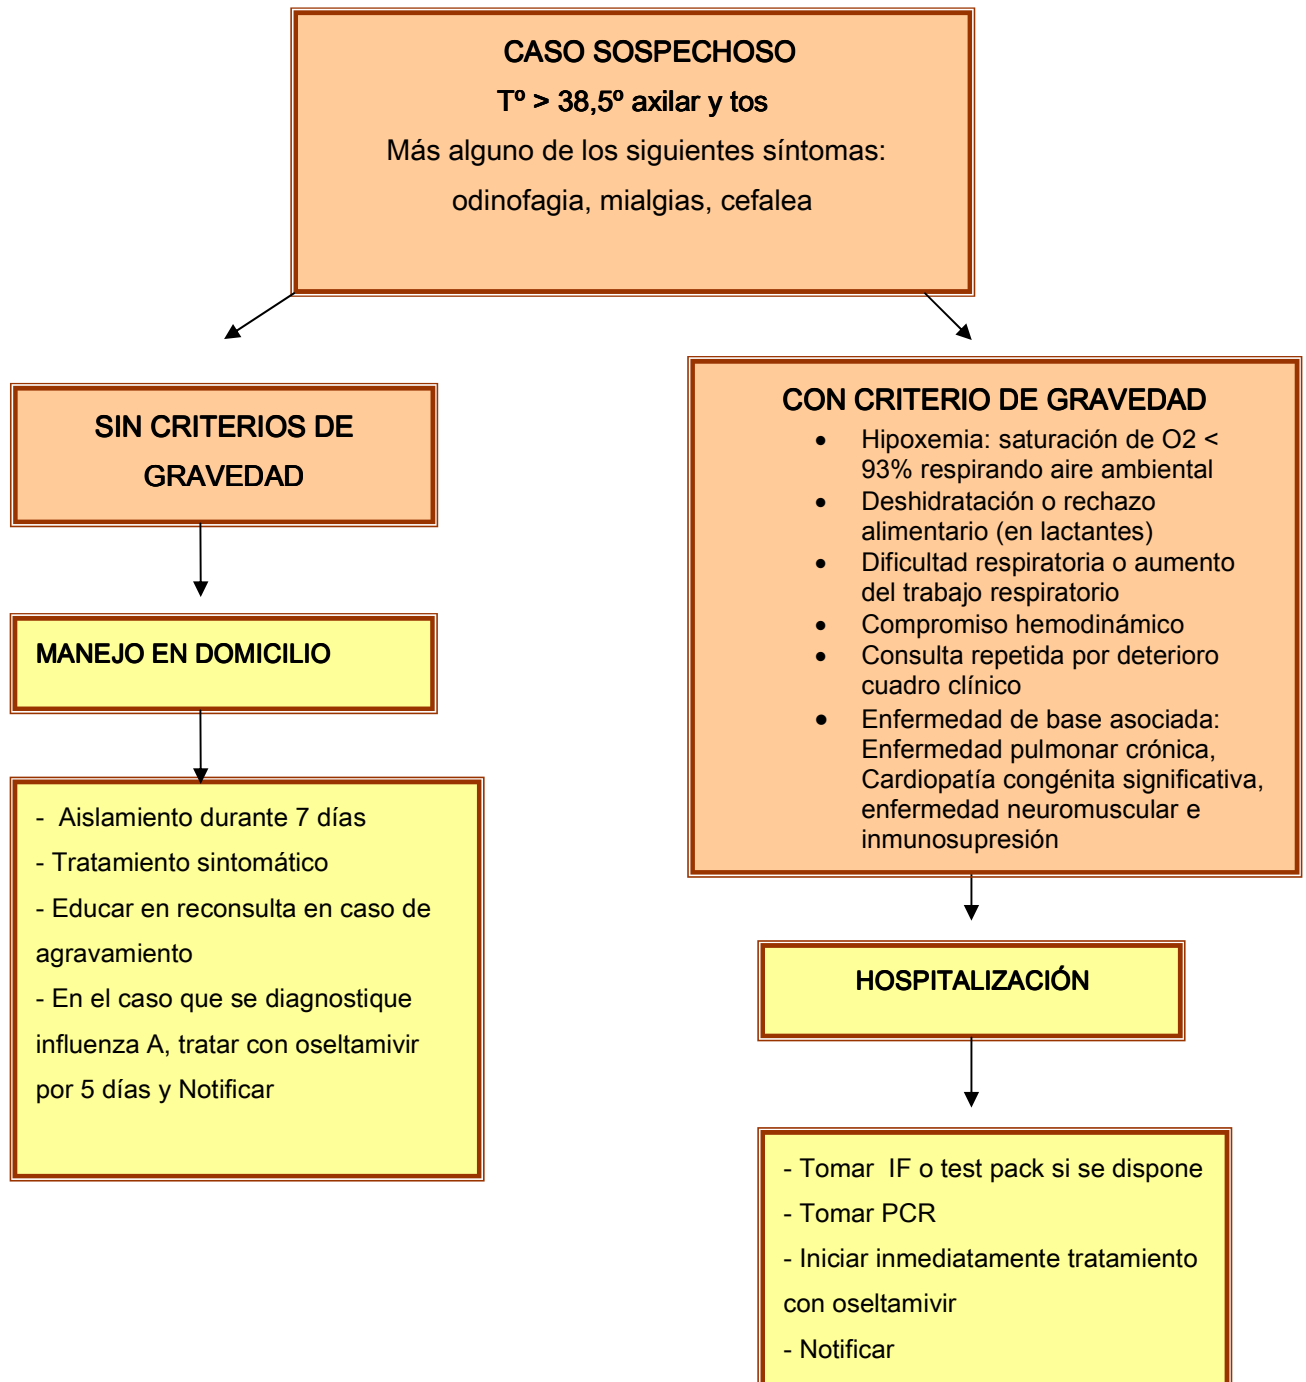 CASO SOSPECHOSO
Tº > 38,5º axilar y tos
Más alguno de los siguientes síntomas:
odinofagia, mialgias, cefalea
SIN CRITERIOS DE
GRAVEDAD
MANEJO EN DOMICILIO
- Aislamiento durante 7 días
- Tratamiento sintomático
- Educar en reconsulta en caso de
agravamiento
- En el caso que se diagnostique
influenza A, tratar con oseltamivir
por 5 días y Notificar
CON CRITERIO DE GRAVEDAD
• Hipoxemia: saturación de O2 <
93% respirando aire ambiental
• Deshidratación o rechazo
alimentario (en lactantes)
• Dificultad respiratoria o aumento
del trabajo respiratorio
• Compromiso hemodinámico
• Consulta repetida por deterioro
cuadro clínico
• Enfermedad de base asociada:
Enfermedad pulmonar crónica,
Cardiopatía congénita significativa,
enfermedad neuromuscular e
inmunosupresión
HOSPITALIZACIÓN
- Tomar IF o test pack si se dispone
- Tomar PCR
- Iniciar inmediatamente tratamiento
con oseltamivir
- Notificar